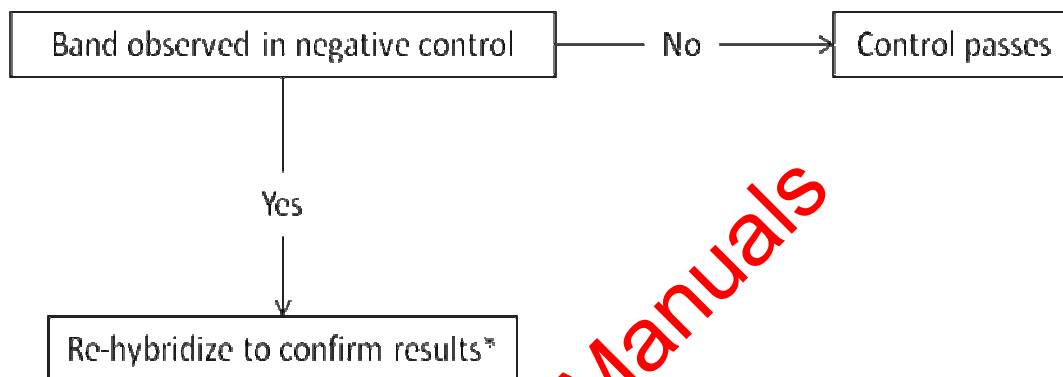 Band observed in negative control
No
Control passes
Yes
Re-hybridize to confirm results*
Manuals